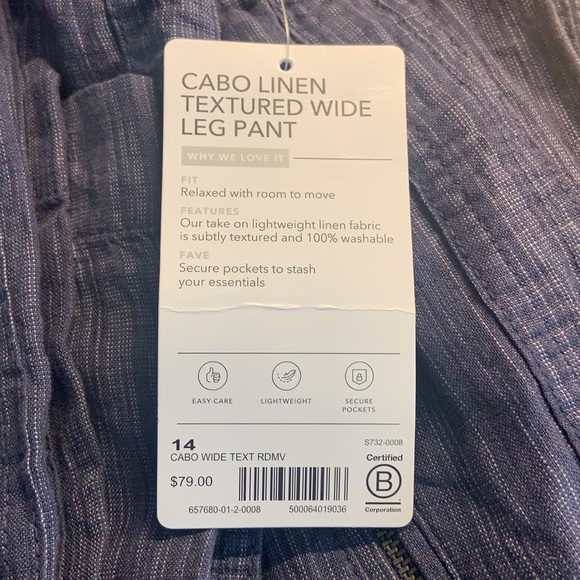 CABO LINEN
TEXTURED WIDE
LEG PANT
WHY WE LOVE IT
FIT
Relaxed with room to move
FEATURES
Our take on lightweight linen fabric
is subtly textured and 100% washable
FAVE
Secure pockets to stash
your essentials
EASY-CARE
LIGHTWEIGHT
SECURE
POCKETS
14
S732-0008
CABO WIDE TEXT RDMV
Certified
$79.00
B
657680-01-2-0008
500064019036
Corporation